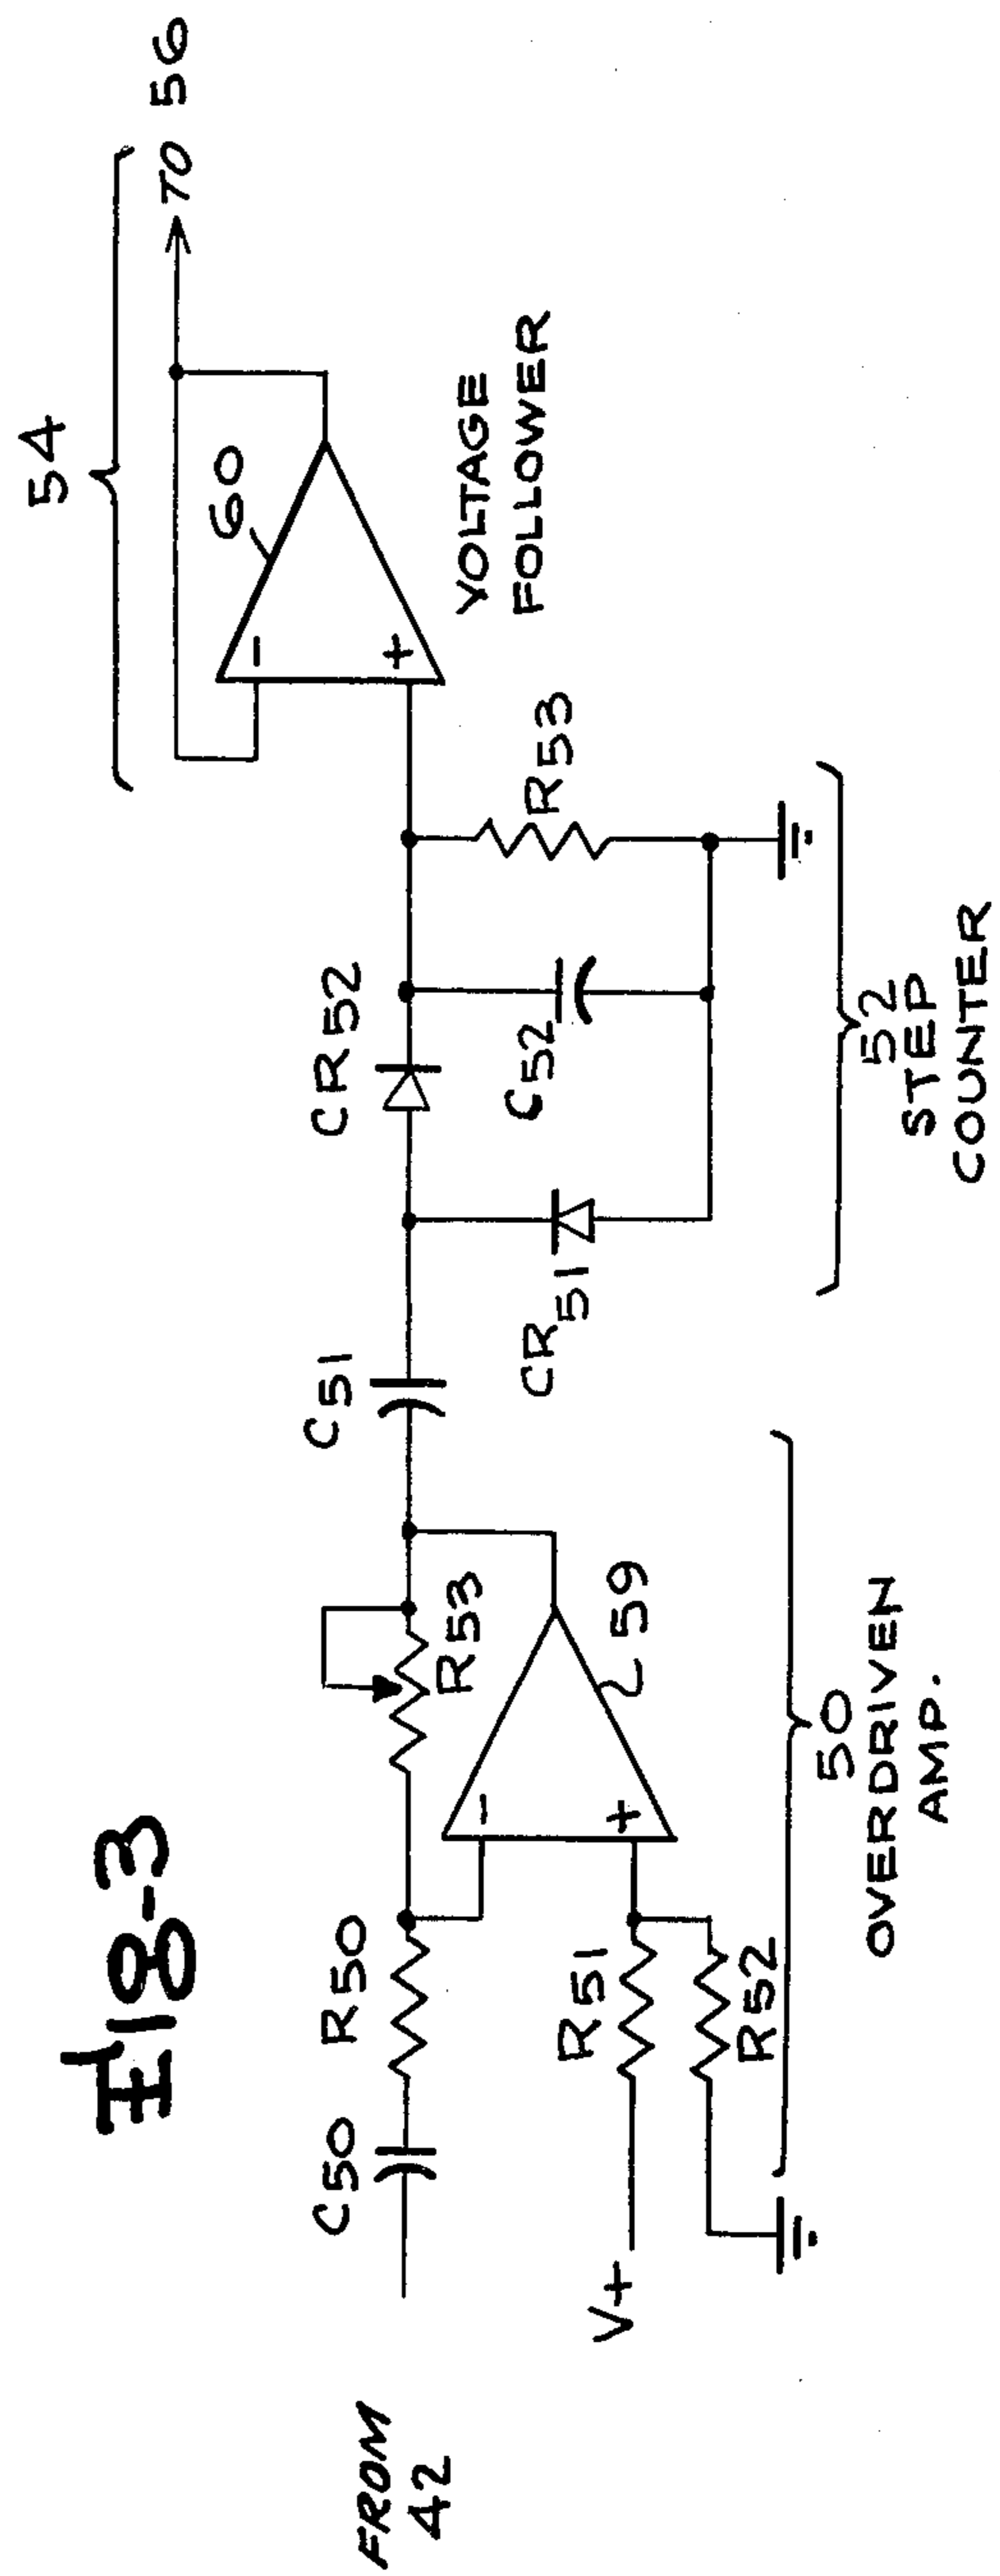 Fig-3
FROM
42
C50
R50
R53
59
V+
R51
R52
-
+
50
OVERDRIVEN
AMP.
C51
CR51
CR52
C52
R53
52
STEP
COUNTER
54
60
-
+
VOLTAGE
FOLLOWER
TO 56